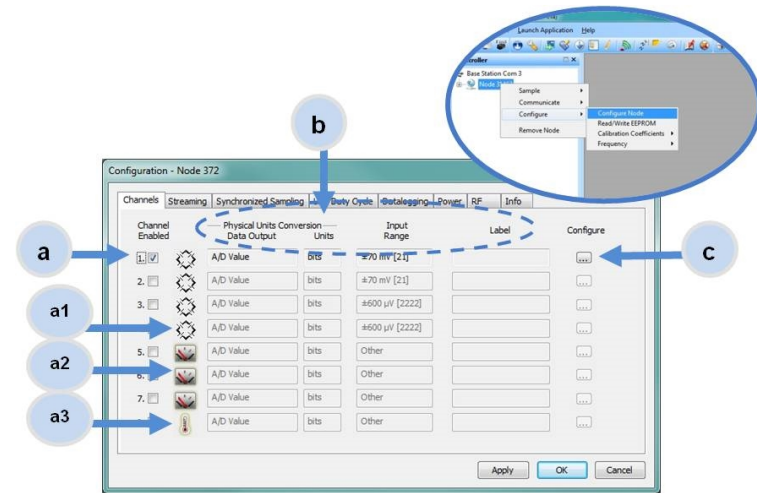 Launch Application Help
Base Station Com 3
Node
Sample
Communicate
Configure
Remove Node
Configure Node
Read/Write EEPROM
Calibration Coefficients
Frequency
b
Configuration - Node 372
Channels Streaming Synchronized Sampling Duty Cycle Datalogging Power RF Info
Channel Enabled
Physical Units Conversion
Data Output Units
Input Range
Label
Configure
a
1. A/D Value bits ±70 mV [21] ...
c
2. A/D Value bits ±70 mV [21] ...
a1
3. A/D Value bits ±600 µV [2222] ...
A/D Value bits ±600 µV [2222] ...
a2
5. A/D Value bits Other ...
6. A/D Value bits Other ...
a3
7. A/D Value bits Other ...
A/D Value bits Other ...
Apply OK Cancel